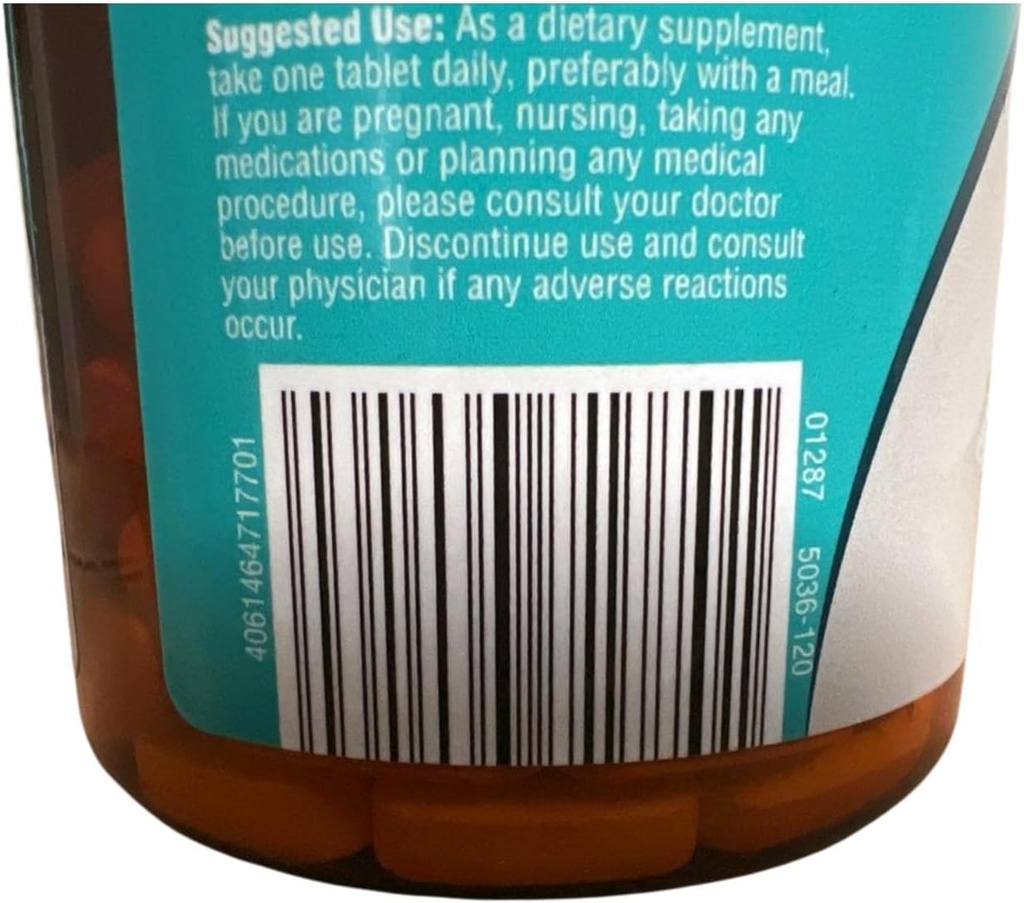 Suggested Use: As a dietary supplement,
take one tablet daily, preferably with a meal.
If you are pregnant, nursing, taking any
medications or planning any medical
procedure, please consult your doctor
before use. Discontinue use and consult
your physician if any adverse reactions
occur.
4061464717701
01287
5036-120